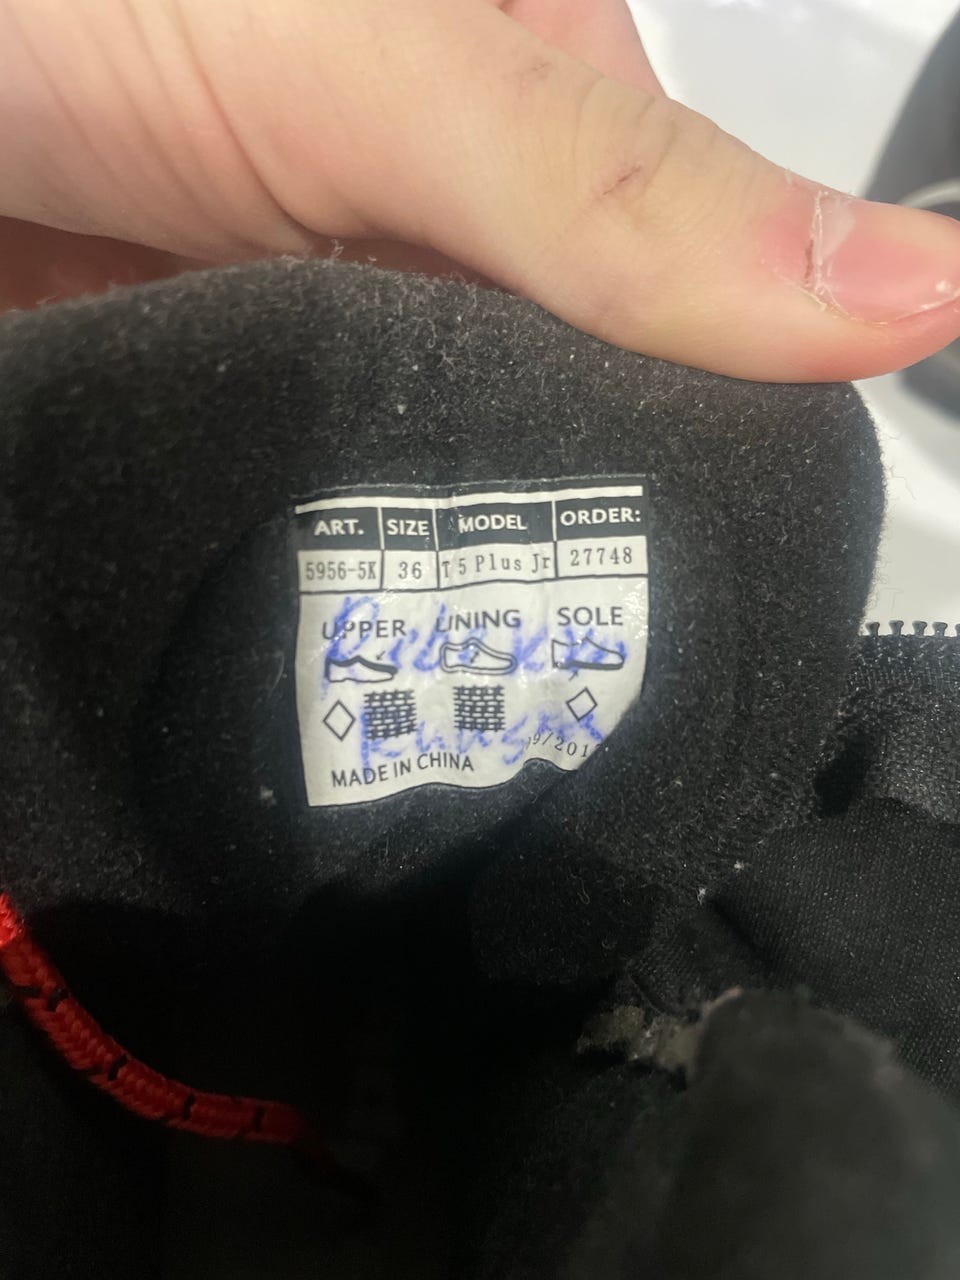 ART. SIZE MODEL ORDER:
5956-5K 36 T 5 Plus Jr 27748
UPPER LINING SOLE
MADE IN CHINA